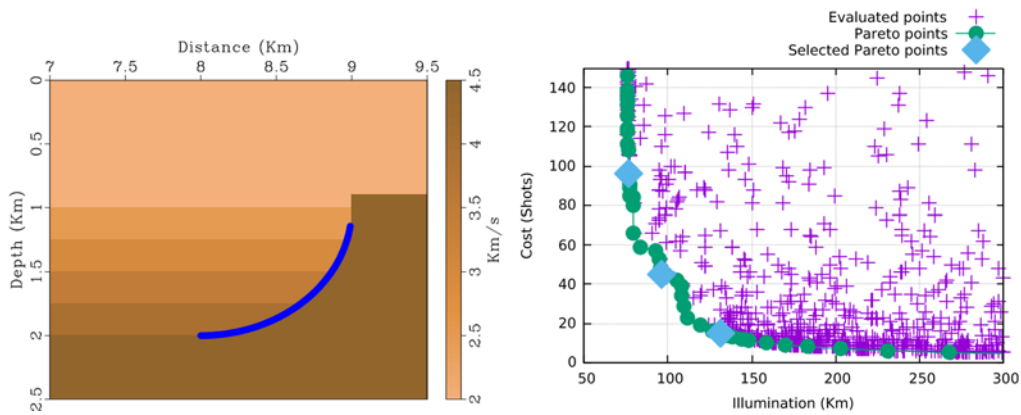 Distance (Km)
7 7.5 8 8.5 9 9.5
0
0.5
1
1.5
2
2.5
Depth (Km)
4.5
4
3.5
3
2.5
2
Km/s
Evaluated points
Pareto points
Selected Pareto points
140
120
100
80
60
40
20
0
Cost (Shots)
50 100 150 200 250 300
Illumination (Km)